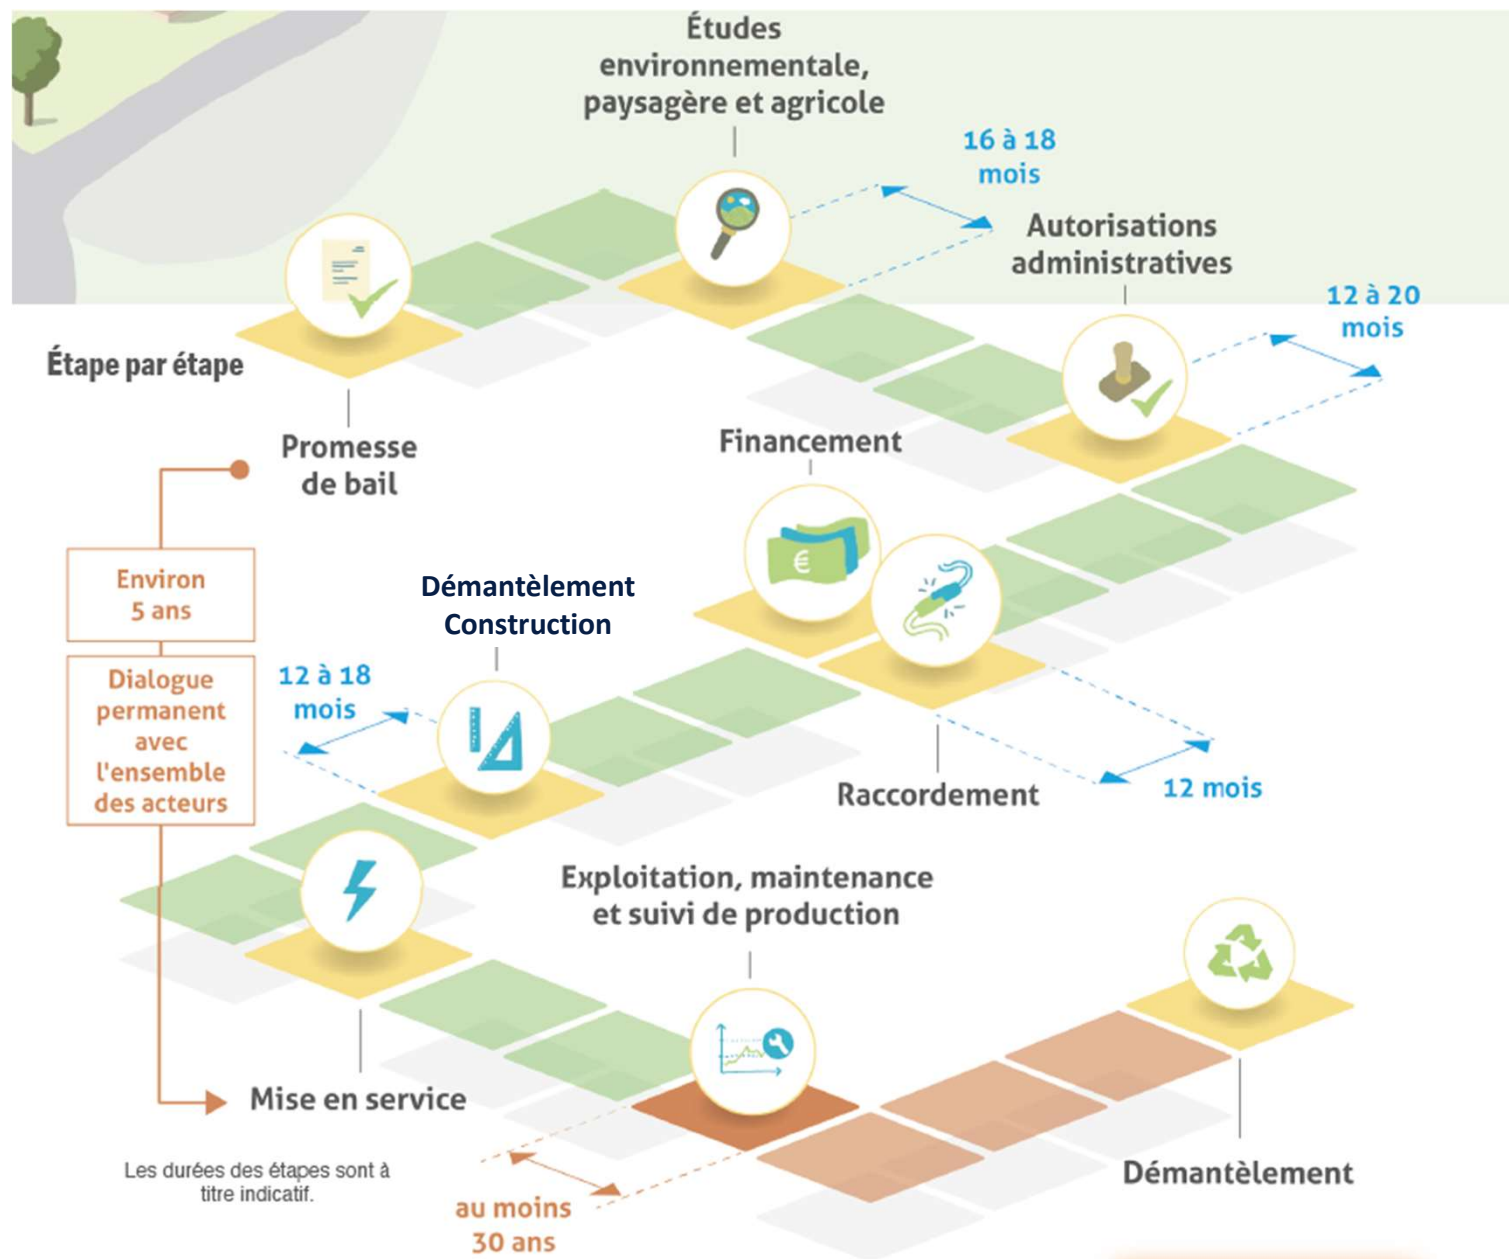 Études
environnementale,
paysagère et agricole
16 à 18
mois
Autorisations
administratives
12 à 20
mois
Étape par étape
Promesse
de bail
Financement
€
Environ
5 ans
Démantèlement
Construction
Dialogue
permanent
avec
l'ensemble
des acteurs
12 à 18
mois
Raccordement
12 mois
Exploitation, maintenance
et suivi de production
Mise en service
Les durées des étapes sont à
titre indicatif.
au moins
30 ans
Démantèlement